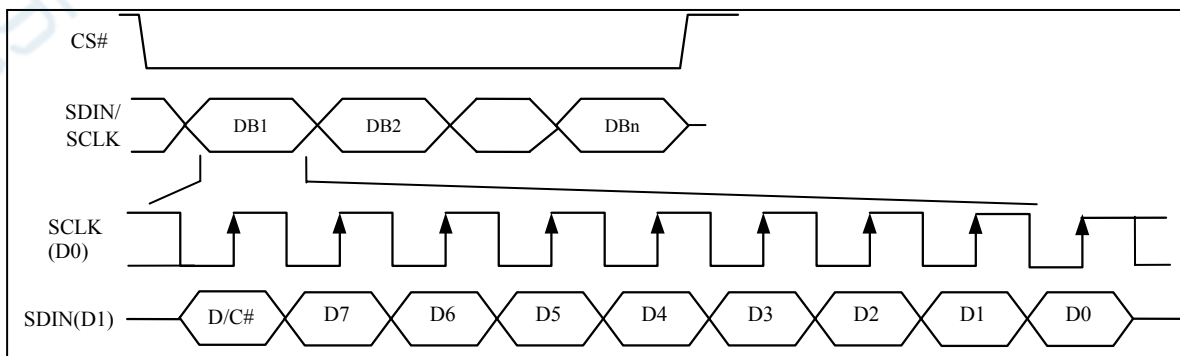 CS#
SDIN/
SCLK
DB1 DB2 DBn
SCLK
(D0)
SDIN(D1) D/C# D7 D6 D5 D4 D3 D2 D1 D0